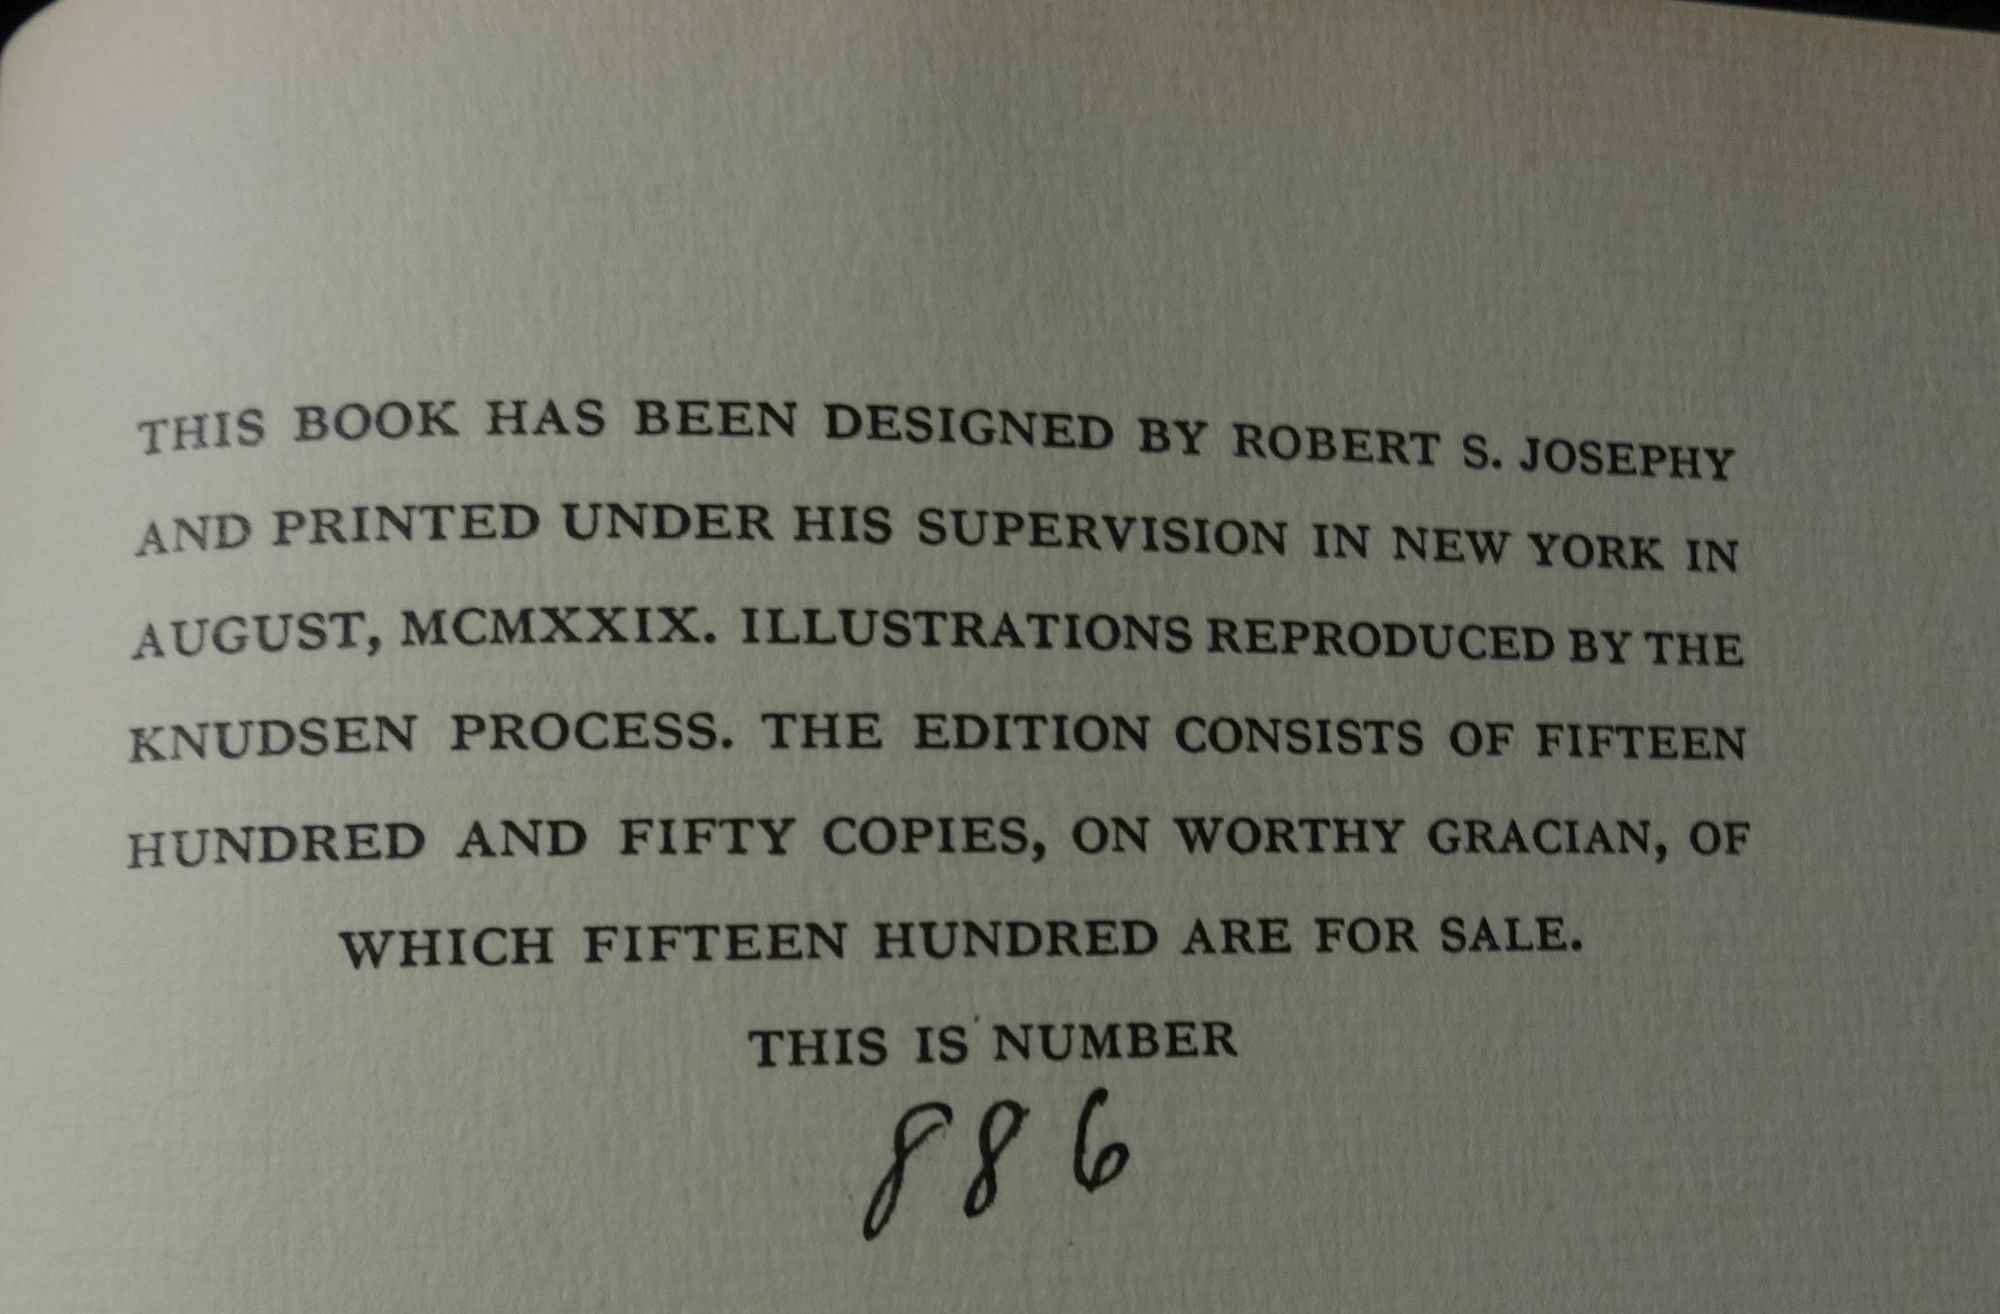 THIS BOOK HAS BEEN DESIGNED BY ROBERT S. JOSEPHY
AND PRINTED UNDER HIS SUPERVISION IN NEW YORK IN
AUGUST, MCMXXIX. ILLUSTRATIONS REPRODUCED BY THE
KNUDSEN PROCESS. THE EDITION CONSISTS OF FIFTEEN
HUNDRED AND FIFTY COPIES, ON WORTHY GRACIAN, OF
WHICH FIFTEEN HUNDRED ARE FOR SALE.
THIS IS NUMBER
886